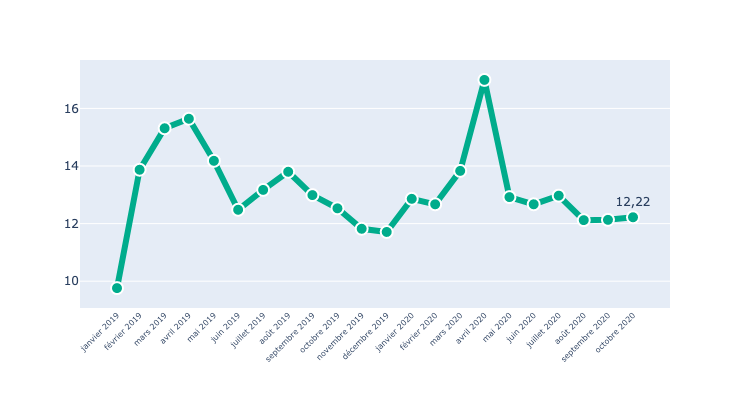 16
14
12
10
12,22
janvier 2019
février 2019
mars 2019
avril 2019
mai 2019
juin 2019
juillet 2019
août 2019
septembre 2019
octobre 2019
novembre 2019
décembre 2019
janvier 2020
février 2020
mars 2020
avril 2020
mai 2020
juin 2020
juillet 2020
août 2020
septembre 2020
octobre 2020